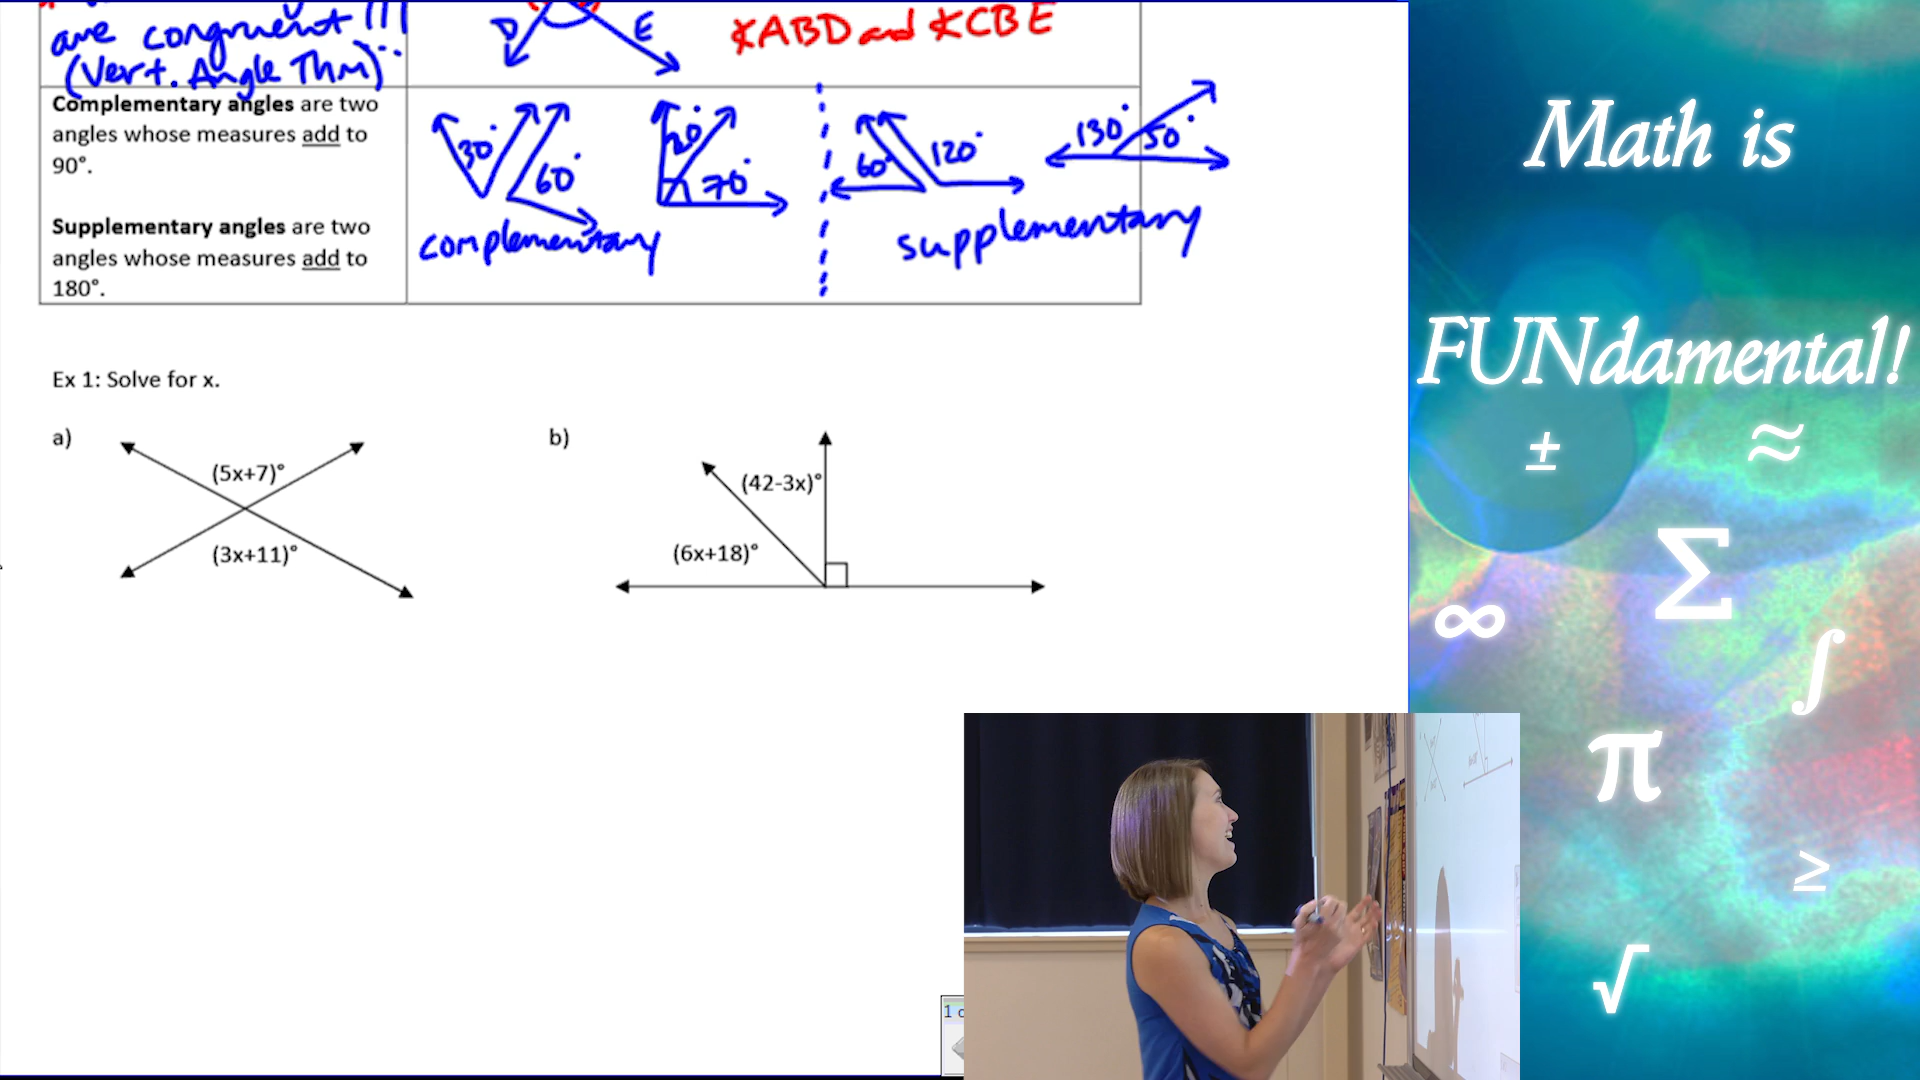 are congruent !!!
(Vert. Angle Thm)
D
E
∢ABD and ∢CBE
Complementary angles are two
angles whose measures add to
90°.
Supplementary angles are two
angles whose measures add to
180°.
30°
60°
20°
70°
complementary
60°
120°
130°
50°
supplementary
Ex 1: Solve for x.
a)
(5x+7)°
(3x+11)°
b)
(42-3x)°
(6x+18)°
Math is
FUNdamental!
±
≈
∞
Σ
∫
π
≥
√